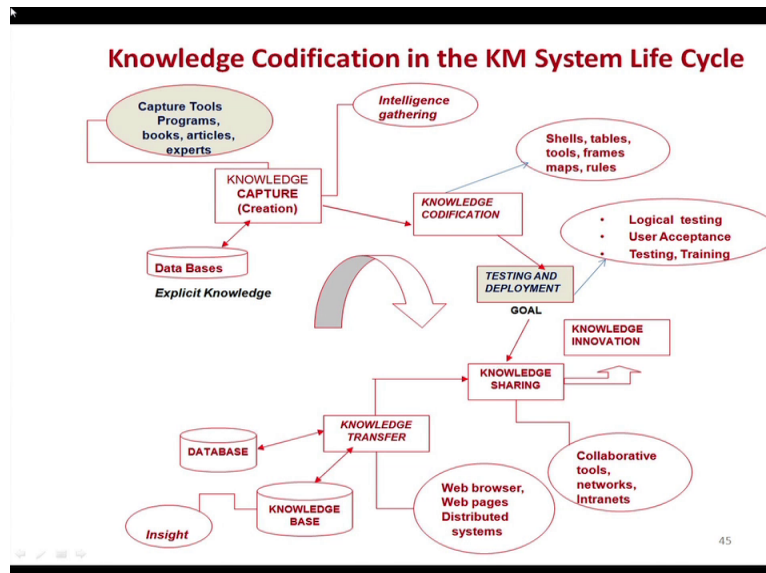 Knowledge Codification in the KM System Life Cycle
Capture Tools
Programs,
books, articles,
experts
Intelligence
gathering
Shells, tables,
tools, frames
maps, rules
KNOWLEDGE
CAPTURE
(Creation)
KNOWLEDGE
CODIFICATION
• Logical testing
• User Acceptance
• Testing, Training
Data Bases
Explicit Knowledge
TESTING AND
DEPLOYMENT
GOAL
KNOWLEDGE
INNOVATION
KNOWLEDGE
SHARING
KNOWLEDGE
TRANSFER
DATABASE
KNOWLEDGE
BASE
Insight
Web browser,
Web pages
Distributed
systems
Collaborative
tools,
networks,
Intranets
45